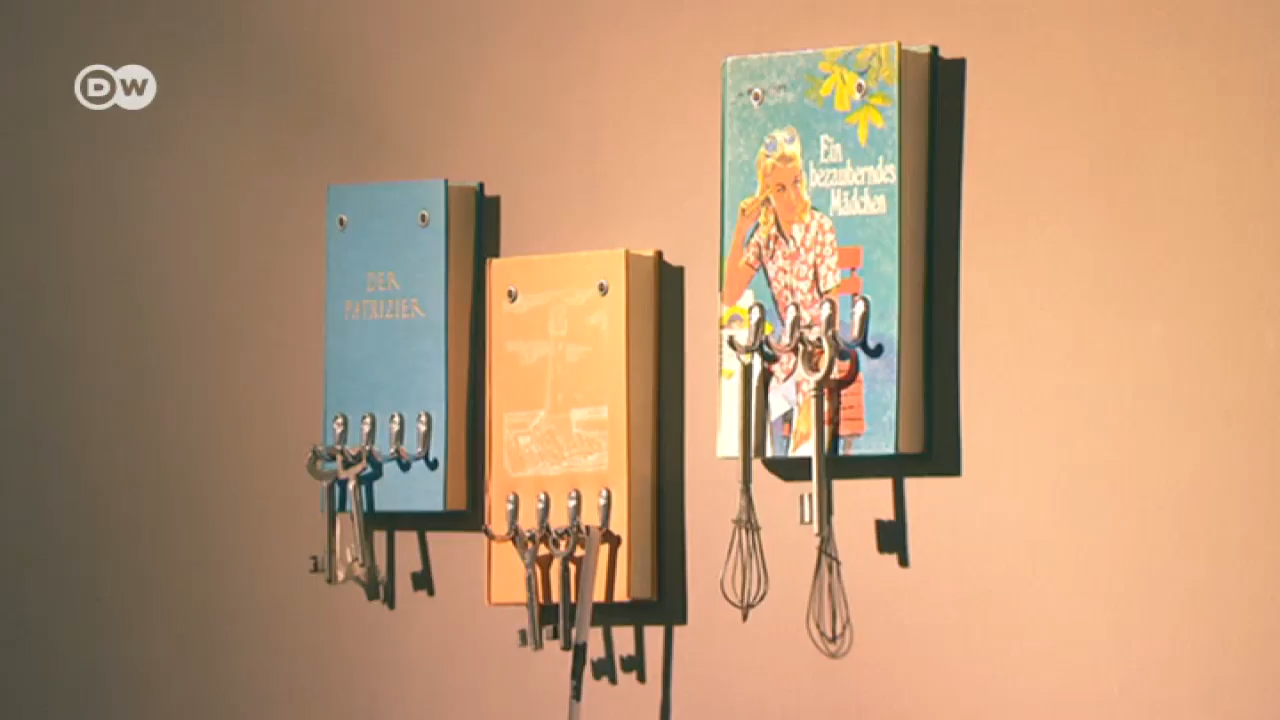 DW
DER
PATRIZIER
Ein
bezauberndes
Mädchen